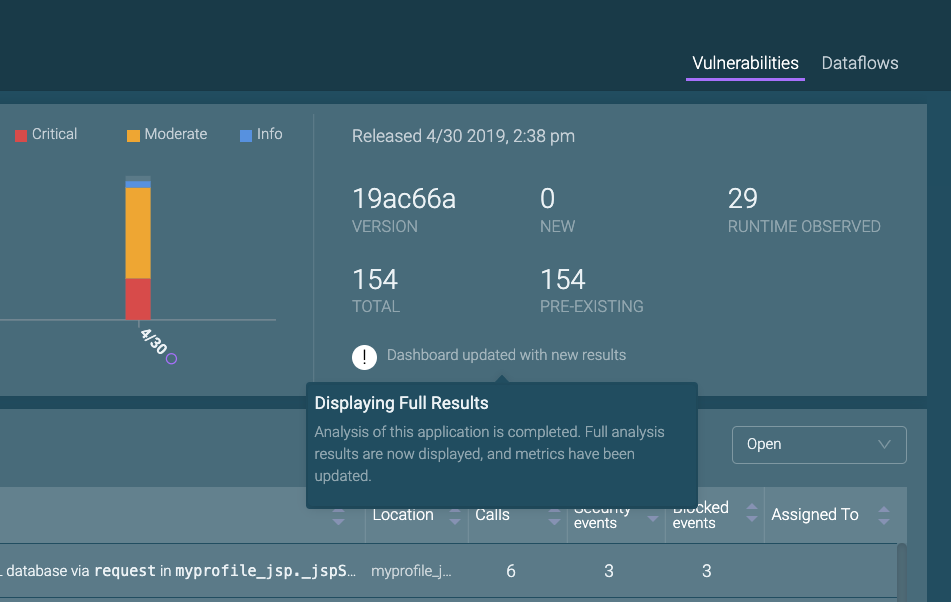 Vulnerabilities
Dataflows
Critical
Moderate
Info
4/30
Released 4/30 2019, 2:38 pm
19ac66a
VERSION
0
NEW
29
RUNTIME OBSERVED
154
TOTAL
154
PRE-EXISTING
! Dashboard updated with new results
Displaying Full Results
Analysis of this application is completed. Full analysis
results are now displayed, and metrics have been
updated.
Open
Location
Calls
Security
events
Blocked
events
Assigned To
database via request in myprofile_jsp._jspS…
myprofile_j…
6
3
3